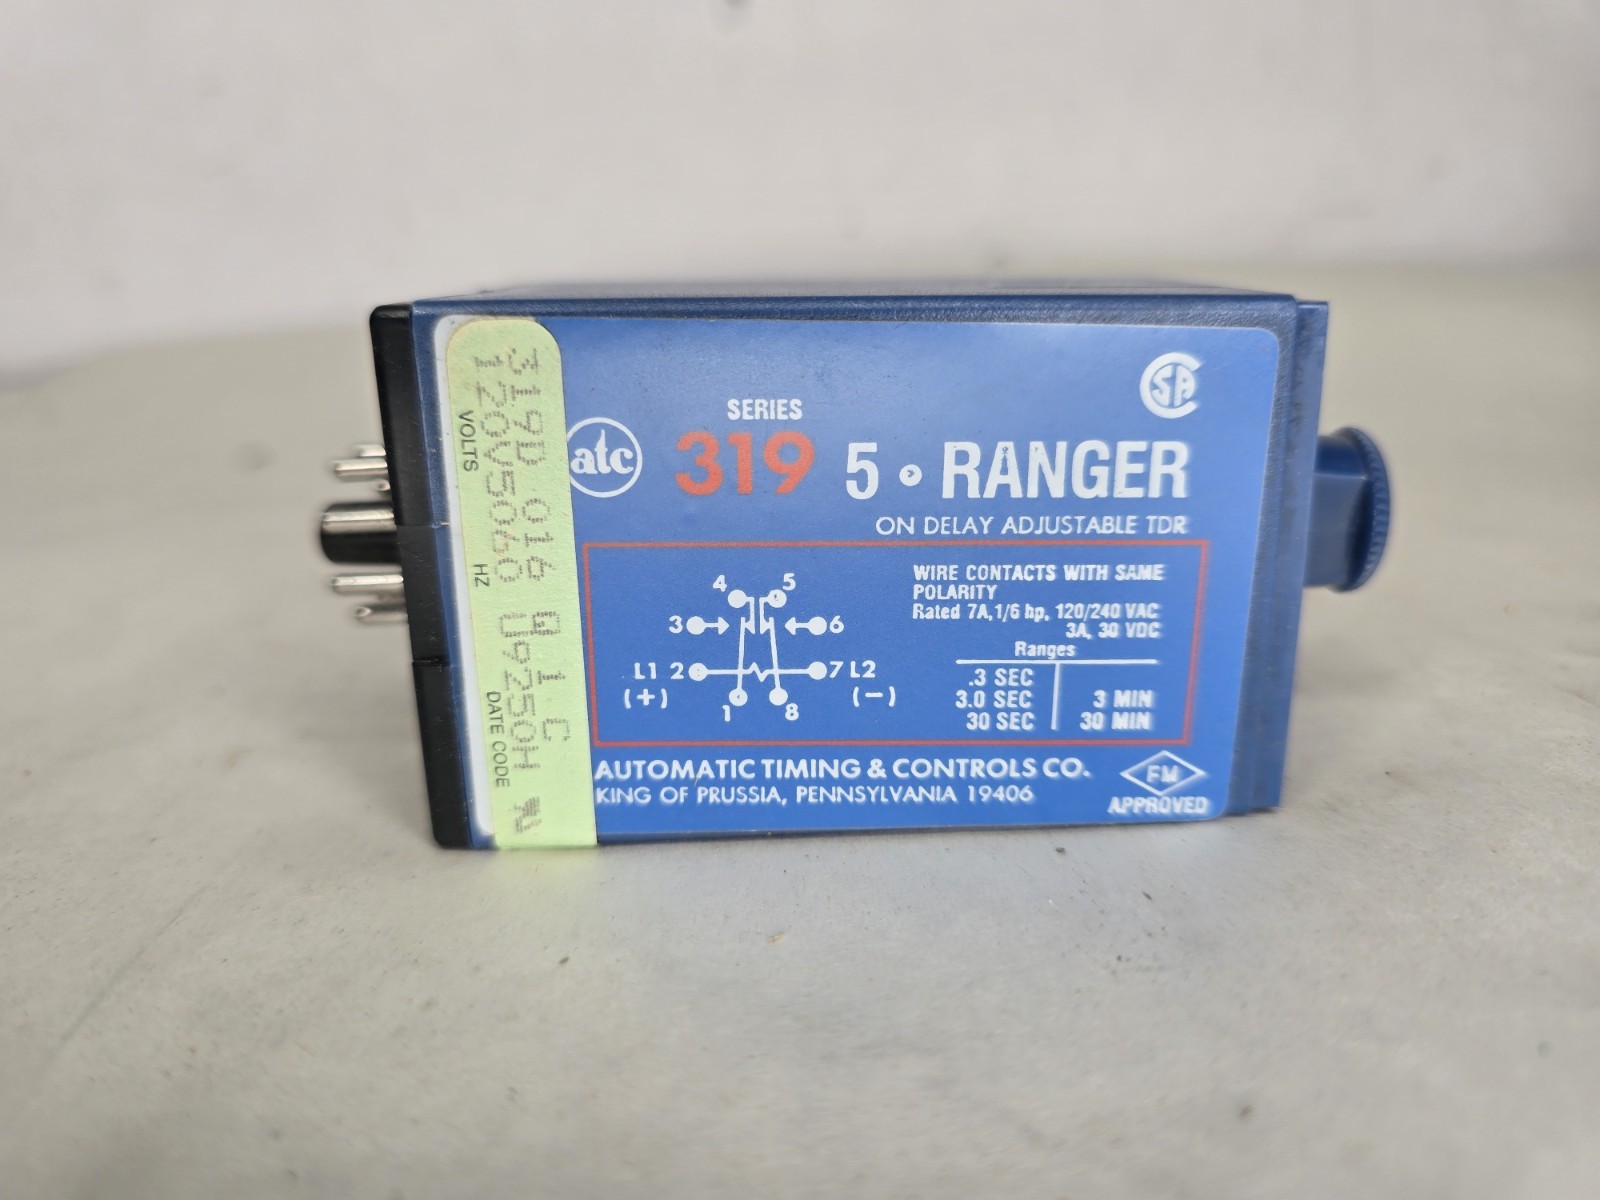 319D 016 Q 1 C
120V5060 09250H
VOLTS
HZ
DATE CODE
atc
SERIES
319 5 • RANGER
ON DELAY ADJUSTABLE TDR
CSA
4 5
3 6
L1 2 7 L2
(+) (-)
1 8
WIRE CONTACTS WITH SAME
POLARITY
Rated 7A, 1/6 hp, 120/240 VAC
3A, 30 VDC
Ranges
.3 SEC
3.0 SEC 3 MIN
30 SEC 30 MIN
AUTOMATIC TIMING & CONTROLS CO.
KING OF PRUSSIA, PENNSYLVANIA 19406
FM
APPROVED